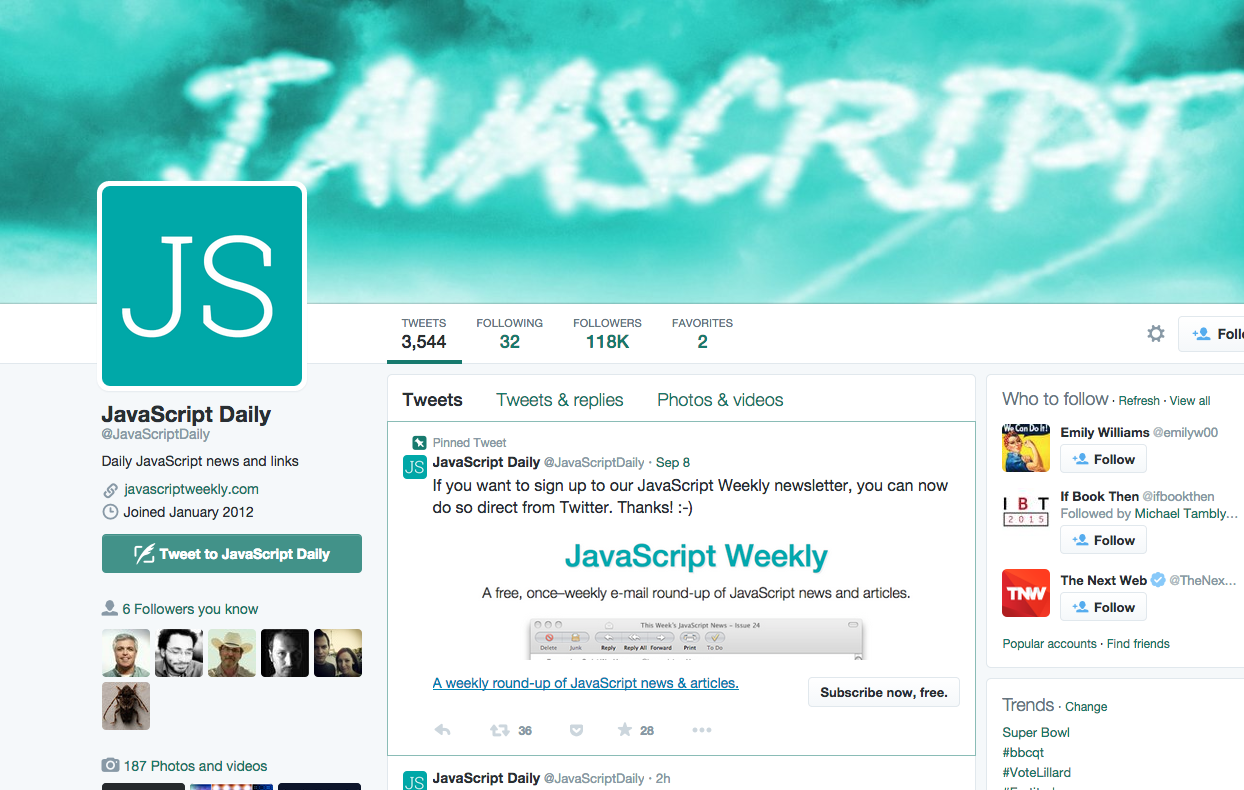 JAVASCRIPT
JS
TWEETS
3,544
FOLLOWING
32
FOLLOWERS
118K
FAVORITES
2
JavaScript Daily
@JavaScriptDaily
Daily JavaScript news and links
javascriptweekly.com
Joined January 2012
Tweet to JavaScript Daily
6 Followers you know
187 Photos and videos
Tweets Tweets & replies Photos & videos
Pinned Tweet
JS
JavaScript Daily @JavaScriptDaily · Sep 8
If you want to sign up to our JavaScript Weekly newsletter, you can now
do so direct from Twitter. Thanks! :-)
JavaScript Weekly
A free, once–weekly e-mail round-up of JavaScript news and articles.
This Week's JavaScript News – Issue 24
Delete Junk Reply Reply All Forward Print To Do
A weekly round-up of JavaScript news & articles.
Subscribe now, free.
36 28
JS
JavaScript Daily @JavaScriptDaily · 2h
Who to follow · Refresh · View all
We Can Do It!
Emily Williams @emilyw00
Follow
I B T
2015
If Book Then @ifbookthen
Followed by Michael Tambly...
Follow
TNW
The Next Web @TheNex...
Follow
Popular accounts · Find friends
Trends · Change
Super Bowl
#bbcqt
#VoteLillard